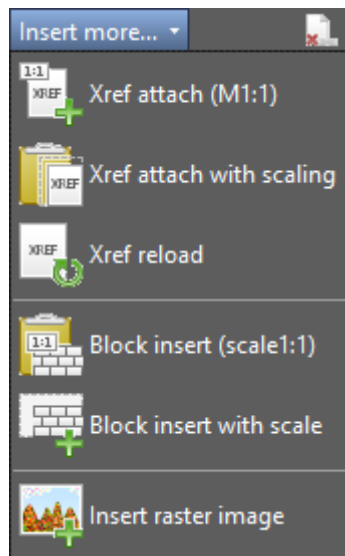 Insert more...
1:1
XREF
Xref attach (M1:1)
XREF
Xref attach with scaling
XREF
Xref reload
1:1
Block insert (scale1:1)
Block insert with scale
Insert raster image